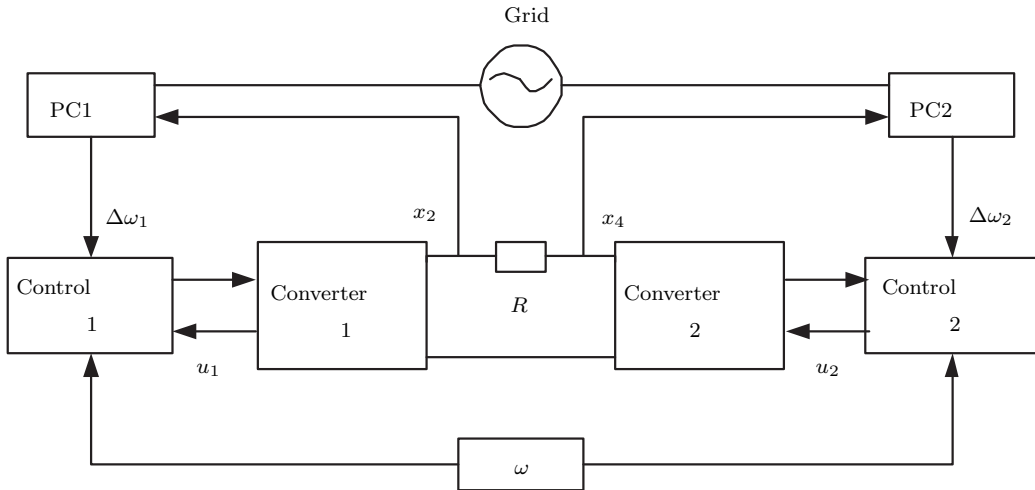 Grid
PC1
PC2
Δω₁
x₂
x₄
Δω₂
Control
1
Converter
1
R
Converter
2
Control
2
u₁
u₂
ω